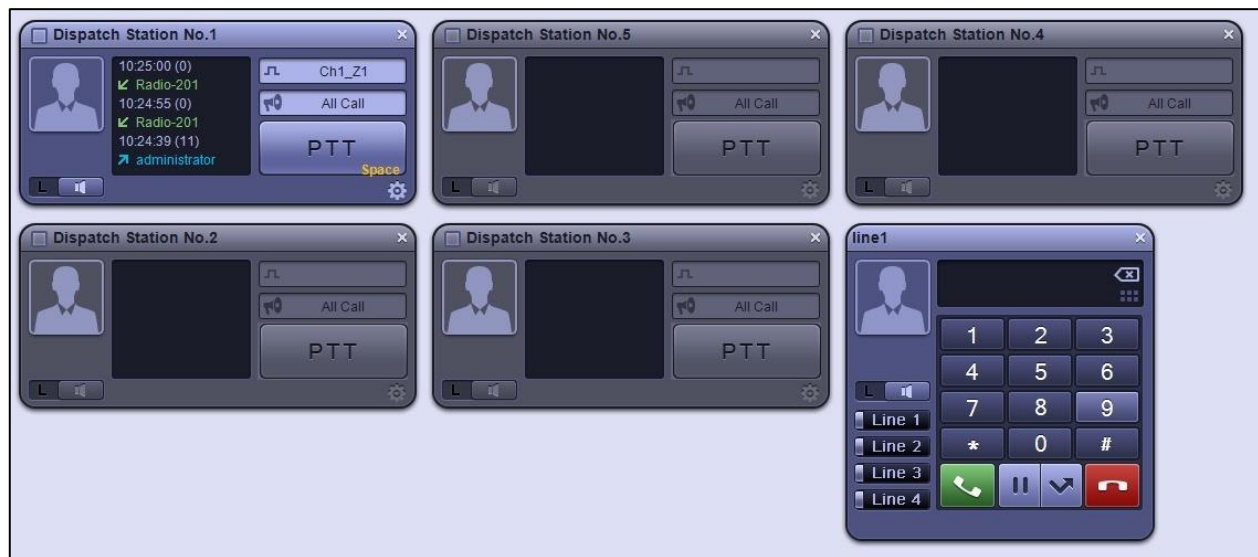 Dispatch Station No.1
10:25:00 (0)
Radio-201
10:24:55 (0)
Radio-201
10:24:39 (11)
administrator
Ch1_Z1
All Call
PTT
Space
L
Dispatch Station No.5
All Call
PTT
L
Dispatch Station No.4
All Call
PTT
L
Dispatch Station No.2
All Call
PTT
L
Dispatch Station No.3
All Call
PTT
L
line1
1 2 3
4 5 6
7 8 9
* 0 #
L
Line 1
Line 2
Line 3
Line 4